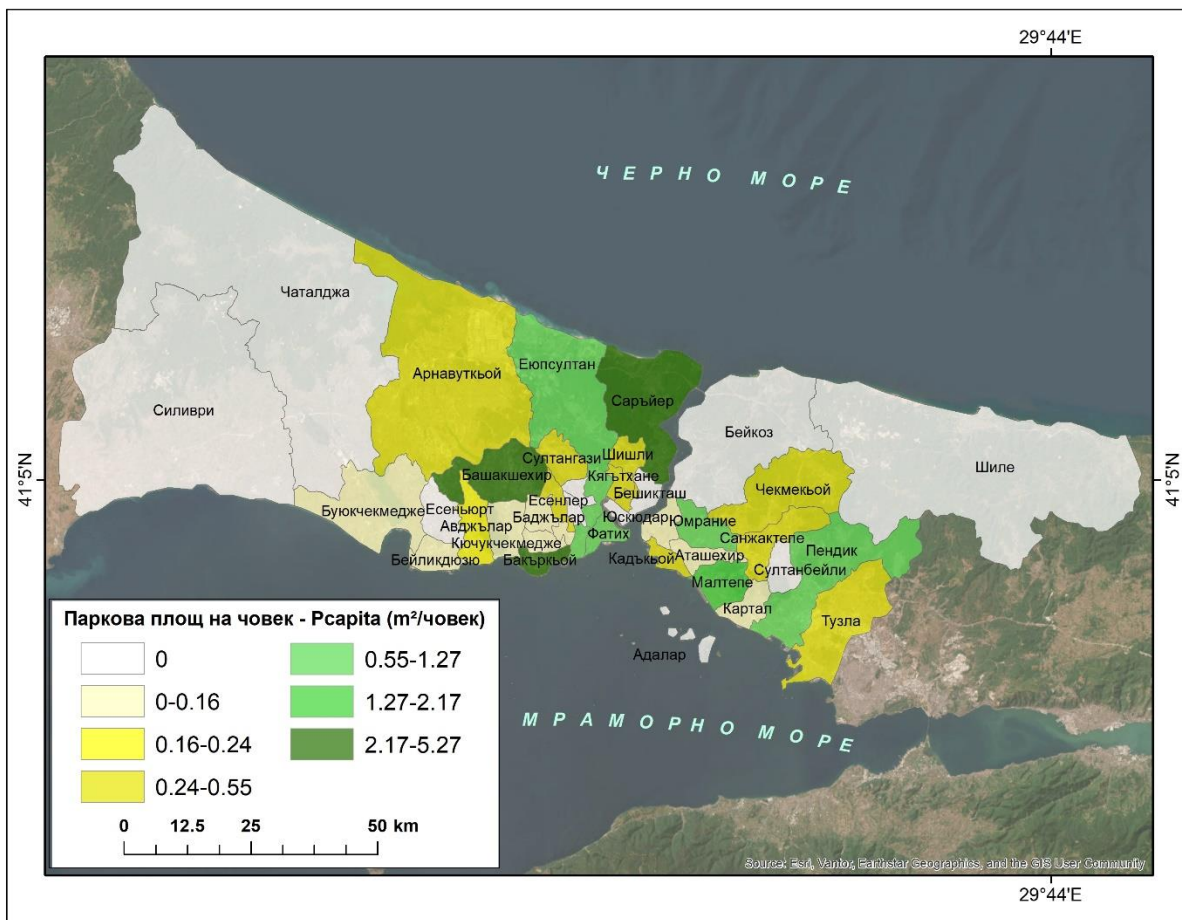 29°44'E
ЧЕРНО МОРЕ
Чаталджа
Арнавуткьой
Еюпсултан
Саръйер
Силиври
Бейкоз
Шиле
41°5'N
41°5'N
Султангази
Шишли
Башакшехир
Кягътхане
Чекмекьой
Бешикташ
Буюкчекмедже
Есеньюрт
Есенлер
Юскюдар
Юмрание
Авджълар
Баджълар
Фатих
Санжактепе
Кючукчекмедже
Пендик
Бейликдюзю
Бакъркьой
Кадъкьой
Аташехир
Султанбейли
Малтепе
Картал
Тузла
Адалар
МРАМОРНО МОРЕ
Паркова площ на човек - Pcapita (m²/човек)
0
0-0.16
0.16-0.24
0.24-0.55
0.55-1.27
1.27-2.17
2.17-5.27
0 12.5 25 50 km
Source: Esri, Vantor, Earthstar Geographics, and the GIS User Community
29°44'E